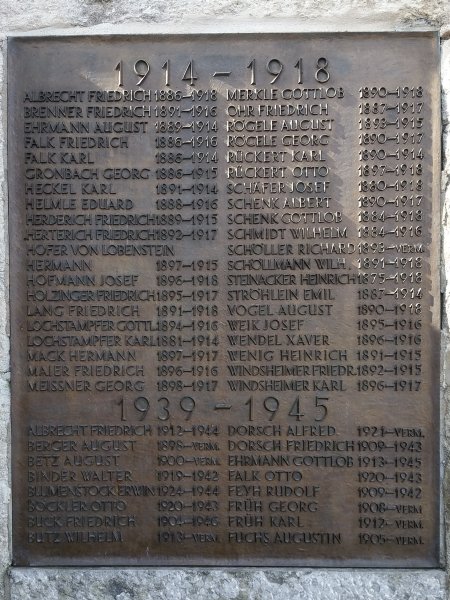 1914 – 1918
ALBRECHT FRIEDRICH 1886–1918
BRENNER FRIEDRICH 1891–1916
EHRMANN AUGUST 1889–1914
FALK FRIEDRICH 1886–1916
FALK KARL 1886–1914
GRONBACH GEORG 1886–1915
HECKEL KARL 1891–1914
HELMLE EDUARD 1888–1916
HERDERICH FRIEDRICH 1889–1915
HERTERICH FRIEDRICH 1892–1917
HOFER VON LOBENSTEIN
HERMANN 1897–1915
HOFMANN JOSEF 1896–1918
HOLZINGER FRIEDRICH 1895–1917
LANG FRIEDRICH 1891–1918
LOCHSTAMPFER GOTTL. 1894–1916
LOCHSTAMPFER KARL 1881–1914
MACK HERMANN 1897–1917
MAIER FRIEDRICH 1896–1916
MEISSNER GEORG 1898–1917
MERKLE GOTTLOB 1890–1918
OHR FRIEDRICH 1887–1917
RÖGELE AUGUST 1893–1915
RÖGELE GEORG 1890–1917
RÜCKERT KARL 1890–1914
RÜCKERT OTTO 1897–1918
SCHÄFER JOSEF 1880–1918
SCHENK ALBERT 1890–1917
SCHENK GOTTLOB 1884–1918
SCHMIDT WILHELM 1884–1916
SCHÖLLER RICHARD 1893–VERM.
SCHÖLLMANN WILH. 1891–1918
STEINACKER HEINRICH 1875–1918
STRÖHLEIN EMIL 1887–1914
VOGEL AUGUST 1890–1918
WEIK JOSEF 1895–1916
WENDEL XAVER 1896–1916
WENIG HEINRICH 1891–1915
WINDSHEIMER FRIEDR. 1892–1915
WINDSHEIMER KARL 1896–1917
1939 – 1945
ALBRECHT FRIEDRICH 1912–1944
BERGER AUGUST 1898–VERM.
BETZ AUGUST 1900–VERM.
BINDER WALTER 1919–1942
BLUMENSTOCK ERWIN 1924–1944
BÖCKLER OTTO 1920–1943
BUCK FRIEDRICH 1904–1946
BUTZ WILHELM 1913–VERM.
DORSCH ALFRED 1921–VERM.
DORSCH FRIEDRICH 1909–1943
EHRMANN GOTTLOB 1913–1945
FALK OTTO 1920–1943
FEYH RUDOLF 1909–1942
FRÜH GEORG 1908–VERM.
FRÜH KARL 1912–VERM.
FUCHS AUGUSTIN 1905–VERM.